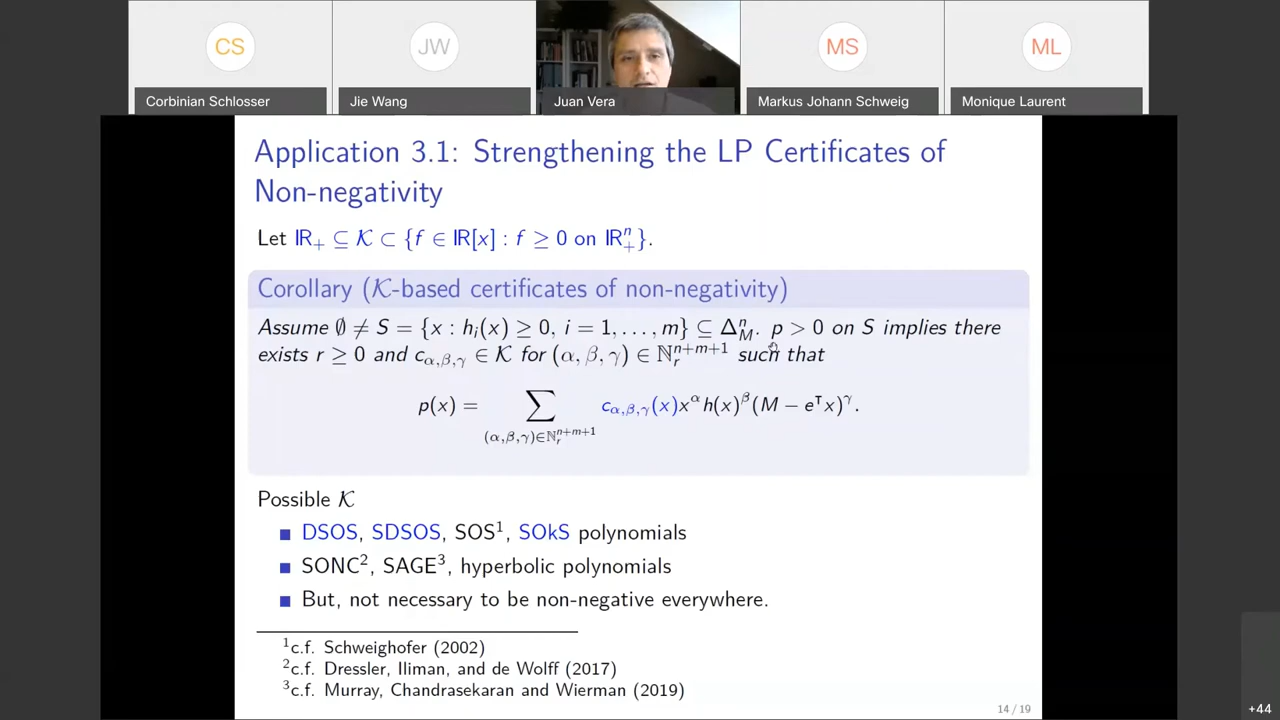 CS
JW
MS
ML
Corbinian Schlosser
Jie Wang
Juan Vera
Markus Johann Schweig
Monique Laurent
Application 3.1: Strengthening the LP Certificates of
Non-negativity
Let ℝ₊ ⊆ 𝒦 ⊂ {f ∈ ℝ[x] : f ≥ 0 on ℝⁿ₊}.
Corollary (𝒦-based certificates of non-negativity)
Assume ∅ ≠ S = {x : hᵢ(x) ≥ 0, i = 1, . . . , m} ⊆ Δⁿ_M. p > 0 on S implies there
exists r ≥ 0 and c_{α,β,γ} ∈ 𝒦 for (α, β, γ) ∈ ℕ_r^{n+m+1} such that
p(x) = ∑_{(α,β,γ)∈ℕ_r^{n+m+1}} c_{α,β,γ}(x)x^α h(x)^β (M − e^⊤x)^γ.
Possible 𝒦
DSOS, SDSOS, SOS¹, SOkS polynomials
SONC², SAGE³, hyperbolic polynomials
But, not necessary to be non-negative everywhere.
¹c.f. Schweighofer (2002)
²c.f. Dressler, Iliman, and de Wolff (2017)
³c.f. Murray, Chandrasekaran and Wierman (2019)
14 / 19
+44